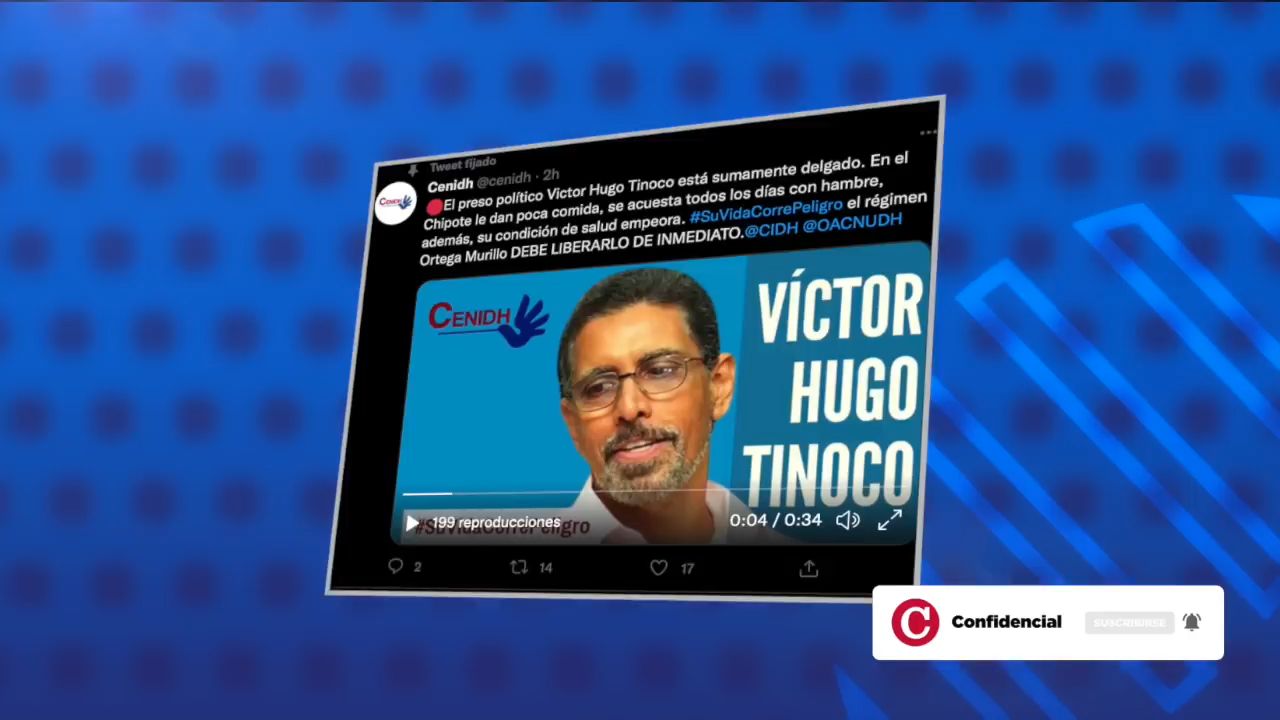 Tweet fijado
Cenidh @cenidh · 2h
El preso político Victor Hugo Tinoco está sumamente delgado. En el
Chipote le dan poca comida, se acuesta todos los días con hambre,
además, su condición de salud empeora. #SuVidaCorrePeligro el régimen
Ortega Murillo DEBE LIBERARLO DE INMEDIATO.@CIDH @OACNUDH
CENIDH
CENIDH
VÍCTOR
HUGO
TINOCO
199 reproducciones
#SuVidaCorrePeligro
0:04 / 0:34
2
14
17
C Confidencial
SUSCRIBIRSE